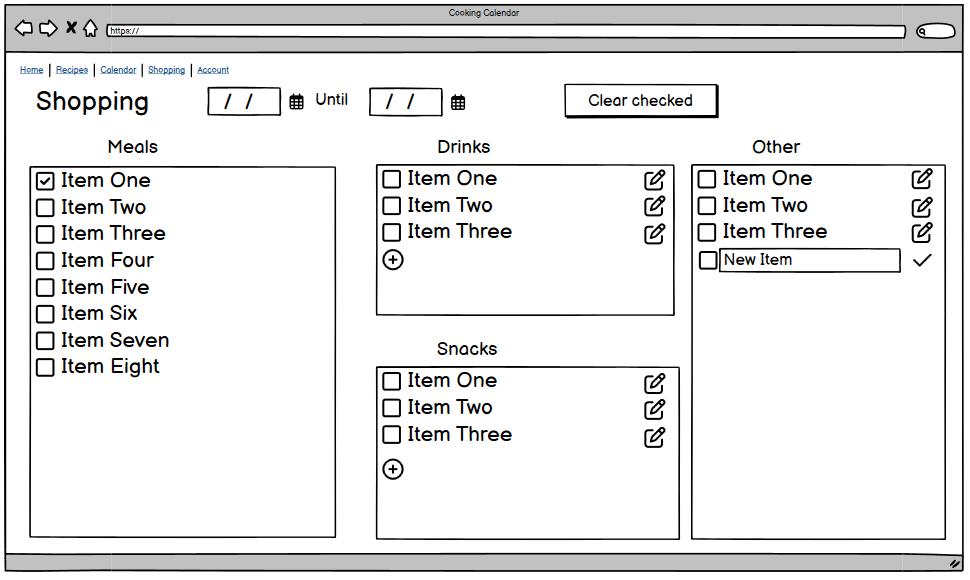 Cooking Calendar
https://
Home | Recipes | Calendar | Shopping | Account
Shopping
/ /
Until
/ /
Clear checked
Meals
Item One
Item Two
Item Three
Item Four
Item Five
Item Six
Item Seven
Item Eight
Drinks
Item One
Item Two
Item Three
Snacks
Item One
Item Two
Item Three
Other
Item One
Item Two
Item Three
New Item